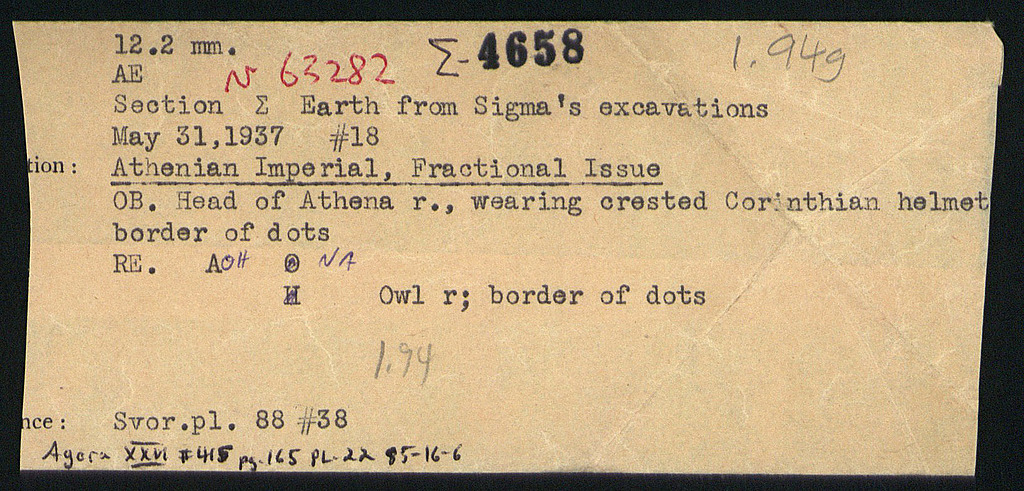 12.2 mm. Σ-4658 1.94g
AE N 63282
Section Σ Earth from Sigma's excavations
May 31,1937 #18
tion: Athenian Imperial, Fractional Issue
OB. Head of Athena r., wearing crested Corinthian helmet
border of dots
RE. AΘH Θ NA
H Owl r; border of dots
1.94
nce: Svor.pl. 88 #38
Agora XXVI #415 pg.165 PL.22 85-16-6